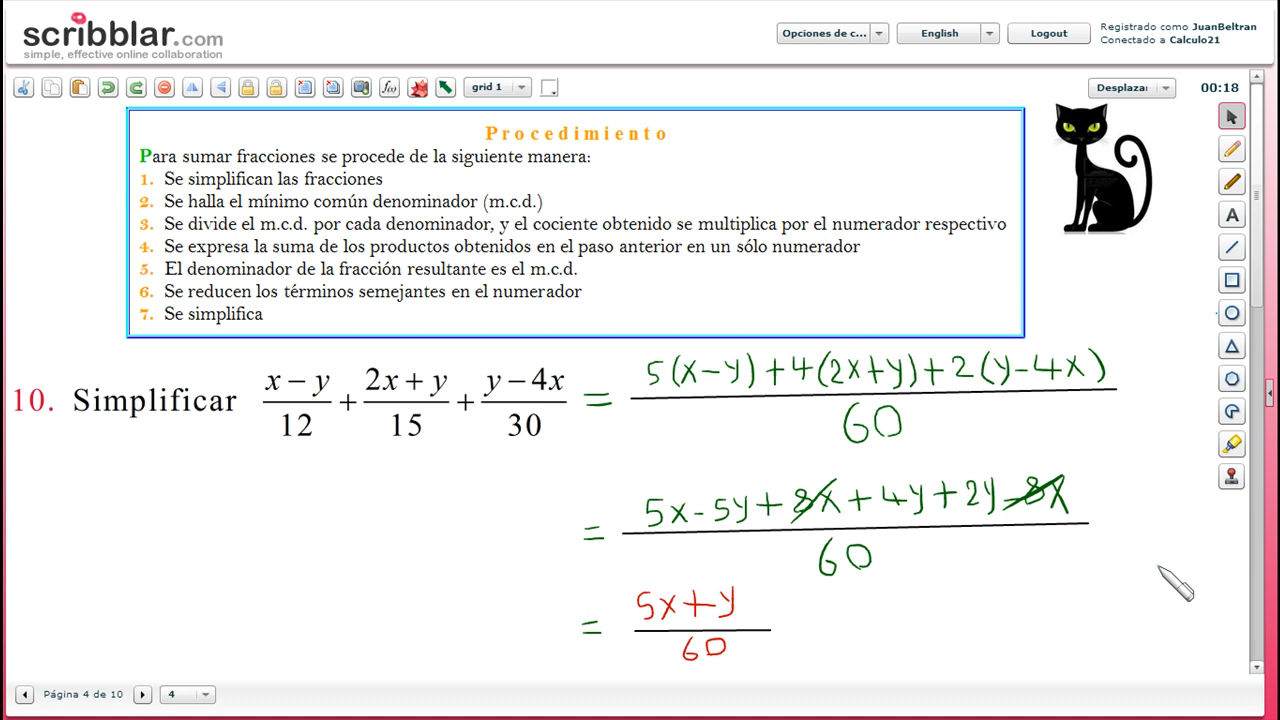 scribblar.com
simple, effective online collaboration
Opciones de c...
English
Logout
Registrado como JuanBeltran
Conectado a Calculo21
f(x)
grid 1
Desplazar
00:18
Procedimiento
Para sumar fracciones se procede de la siguiente manera:
1. Se simplifican las fracciones
2. Se halla el mínimo común denominador (m.c.d.)
3. Se divide el m.c.d. por cada denominador, y el cociente obtenido se multiplica por el numerador respectivo
4. Se expresa la suma de los productos obtenidos en el paso anterior en un sólo numerador
5. El denominador de la fracción resultante es el m.c.d.
6. Se reducen los términos semejantes en el numerador
7. Se simplifica
A
10. Simplificar (x – y)/12 + (2x + y)/15 + (y – 4x)/30 = (5(x-y)+4(2x+y)+2(y-4x))/60
= (5x-5y+8x+4y+2y-8x)/60
= (5x+y)/60
Página 4 de 10
4